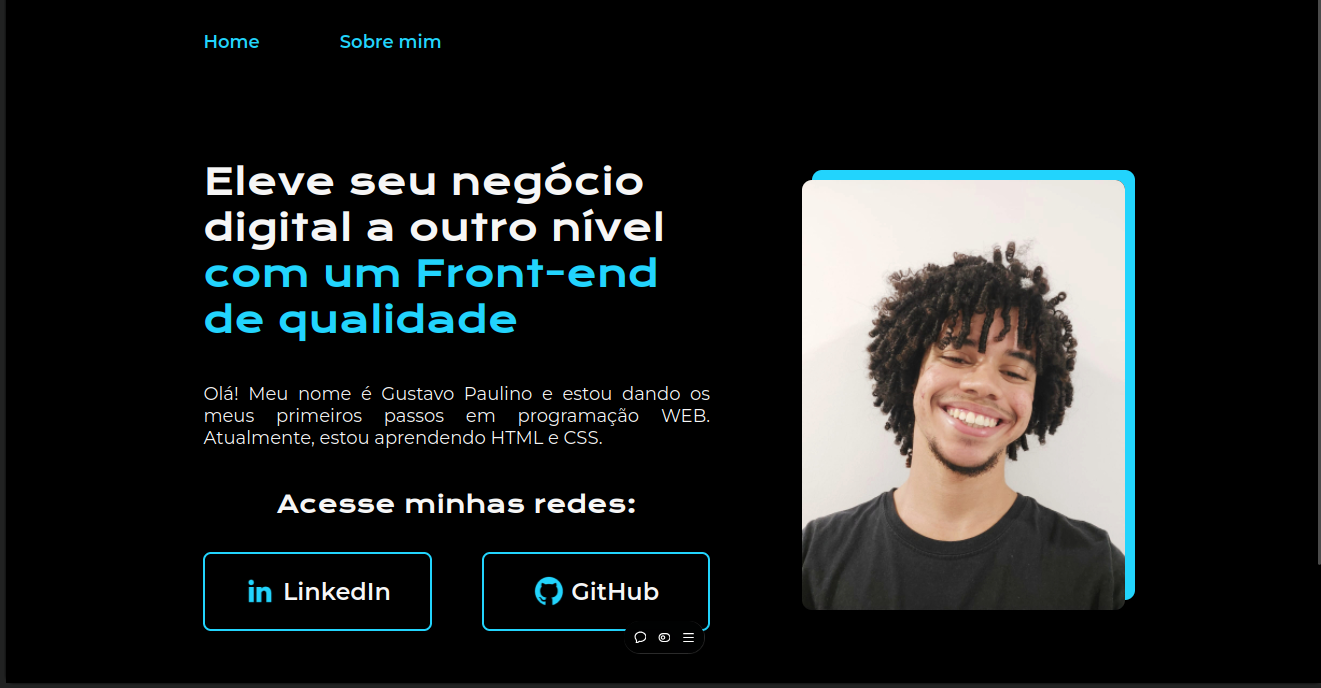 Home
Sobre mim
Eleve seu negócio
digital a outro nível
com um Front-end
de qualidade
Olá! Meu nome é Gustavo Paulino e estou dando os
meus primeiros passos em programação WEB.
Atualmente, estou aprendendo HTML e CSS.
Acesse minhas redes:
in LinkedIn
GitHub